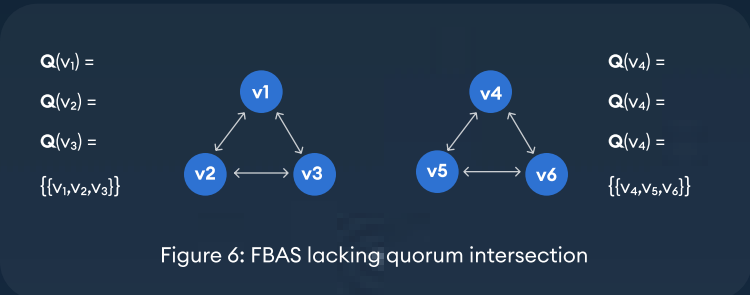 Q(v₁) =
Q(v₂) =
Q(v₃) =
{{v₁,v₂,v₃}}
v1
v2
v3
v4
v5
v6
Q(v₄) =
Q(v₄) =
Q(v₄) =
{{v₄,v₅,v₆}}
Figure 6: FBAS lacking quorum intersection